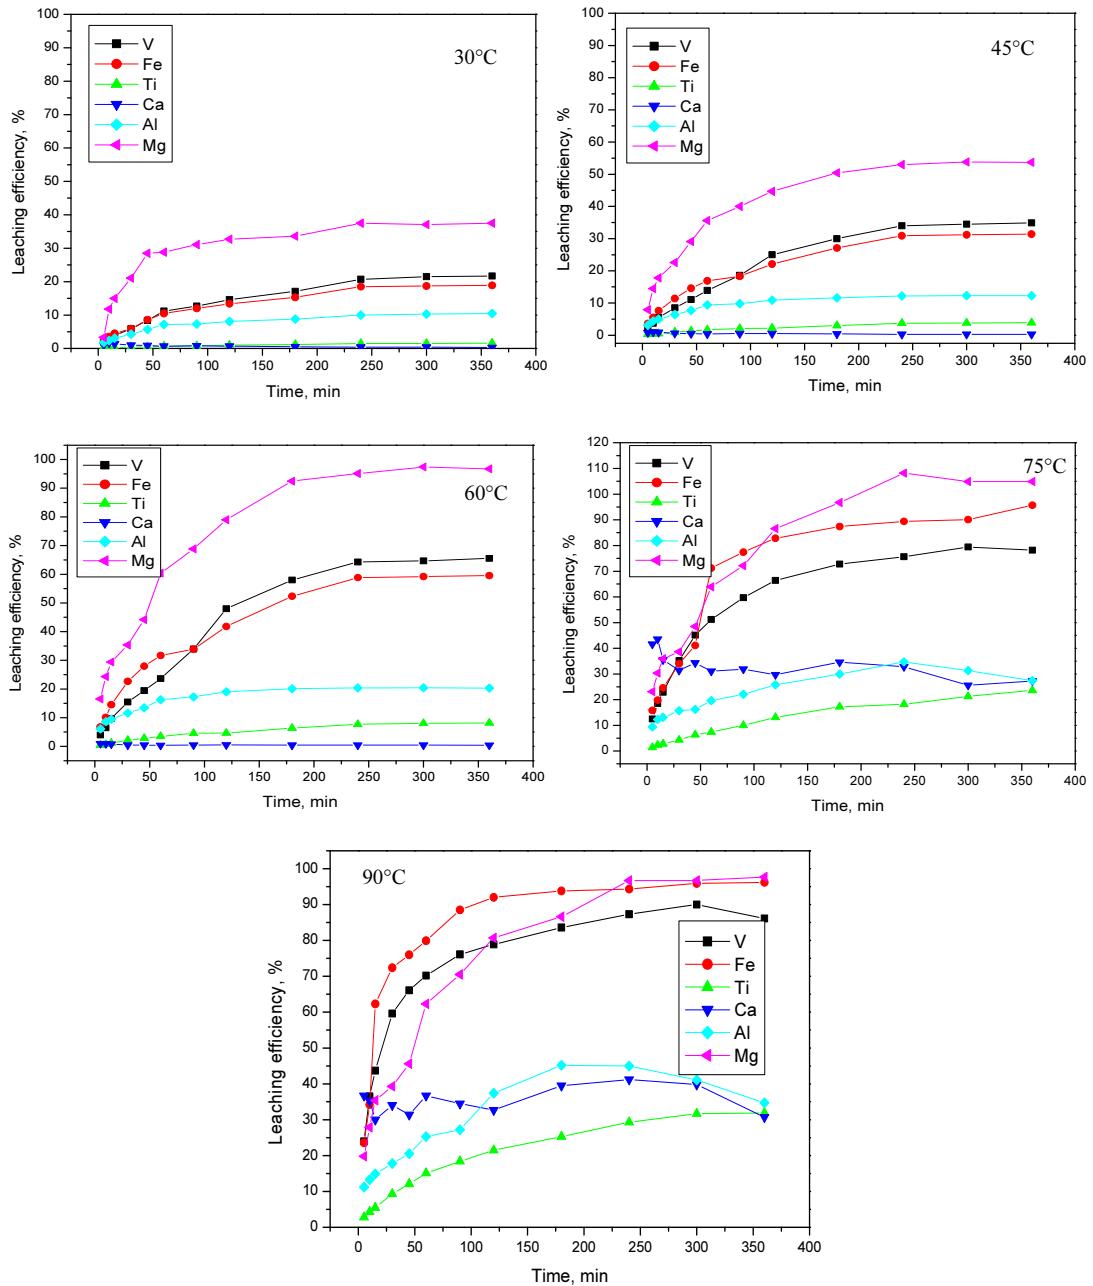 30°C
V
Fe
Ti
Ca
Al
Mg
Leaching efficiency, %
100
90
80
70
60
50
40
30
20
10
0
0 50 100 150 200 250 300 350 400
Time, min
45°C
V
Fe
Ti
Ca
Al
Mg
Leaching efficiency, %
100
90
80
70
60
50
40
30
20
10
0
0 50 100 150 200 250 300 350 400
Time, min
60°C
V
Fe
Ti
Ca
Al
Mg
Leaching efficiency, %
100
90
80
70
60
50
40
30
20
10
0
0 50 100 150 200 250 300 350 400
Time, min
75°C
V
Fe
Ti
Ca
Al
Mg
Leaching efficiency, %
120
110
100
90
80
70
60
50
40
30
20
10
0
0 50 100 150 200 250 300 350 400
Time, min
90°C
V
Fe
Ti
Ca
Al
Mg
Leaching efficiency, %
100
90
80
70
60
50
40
30
20
10
0
0 50 100 150 200 250 300 350 400
Time, min